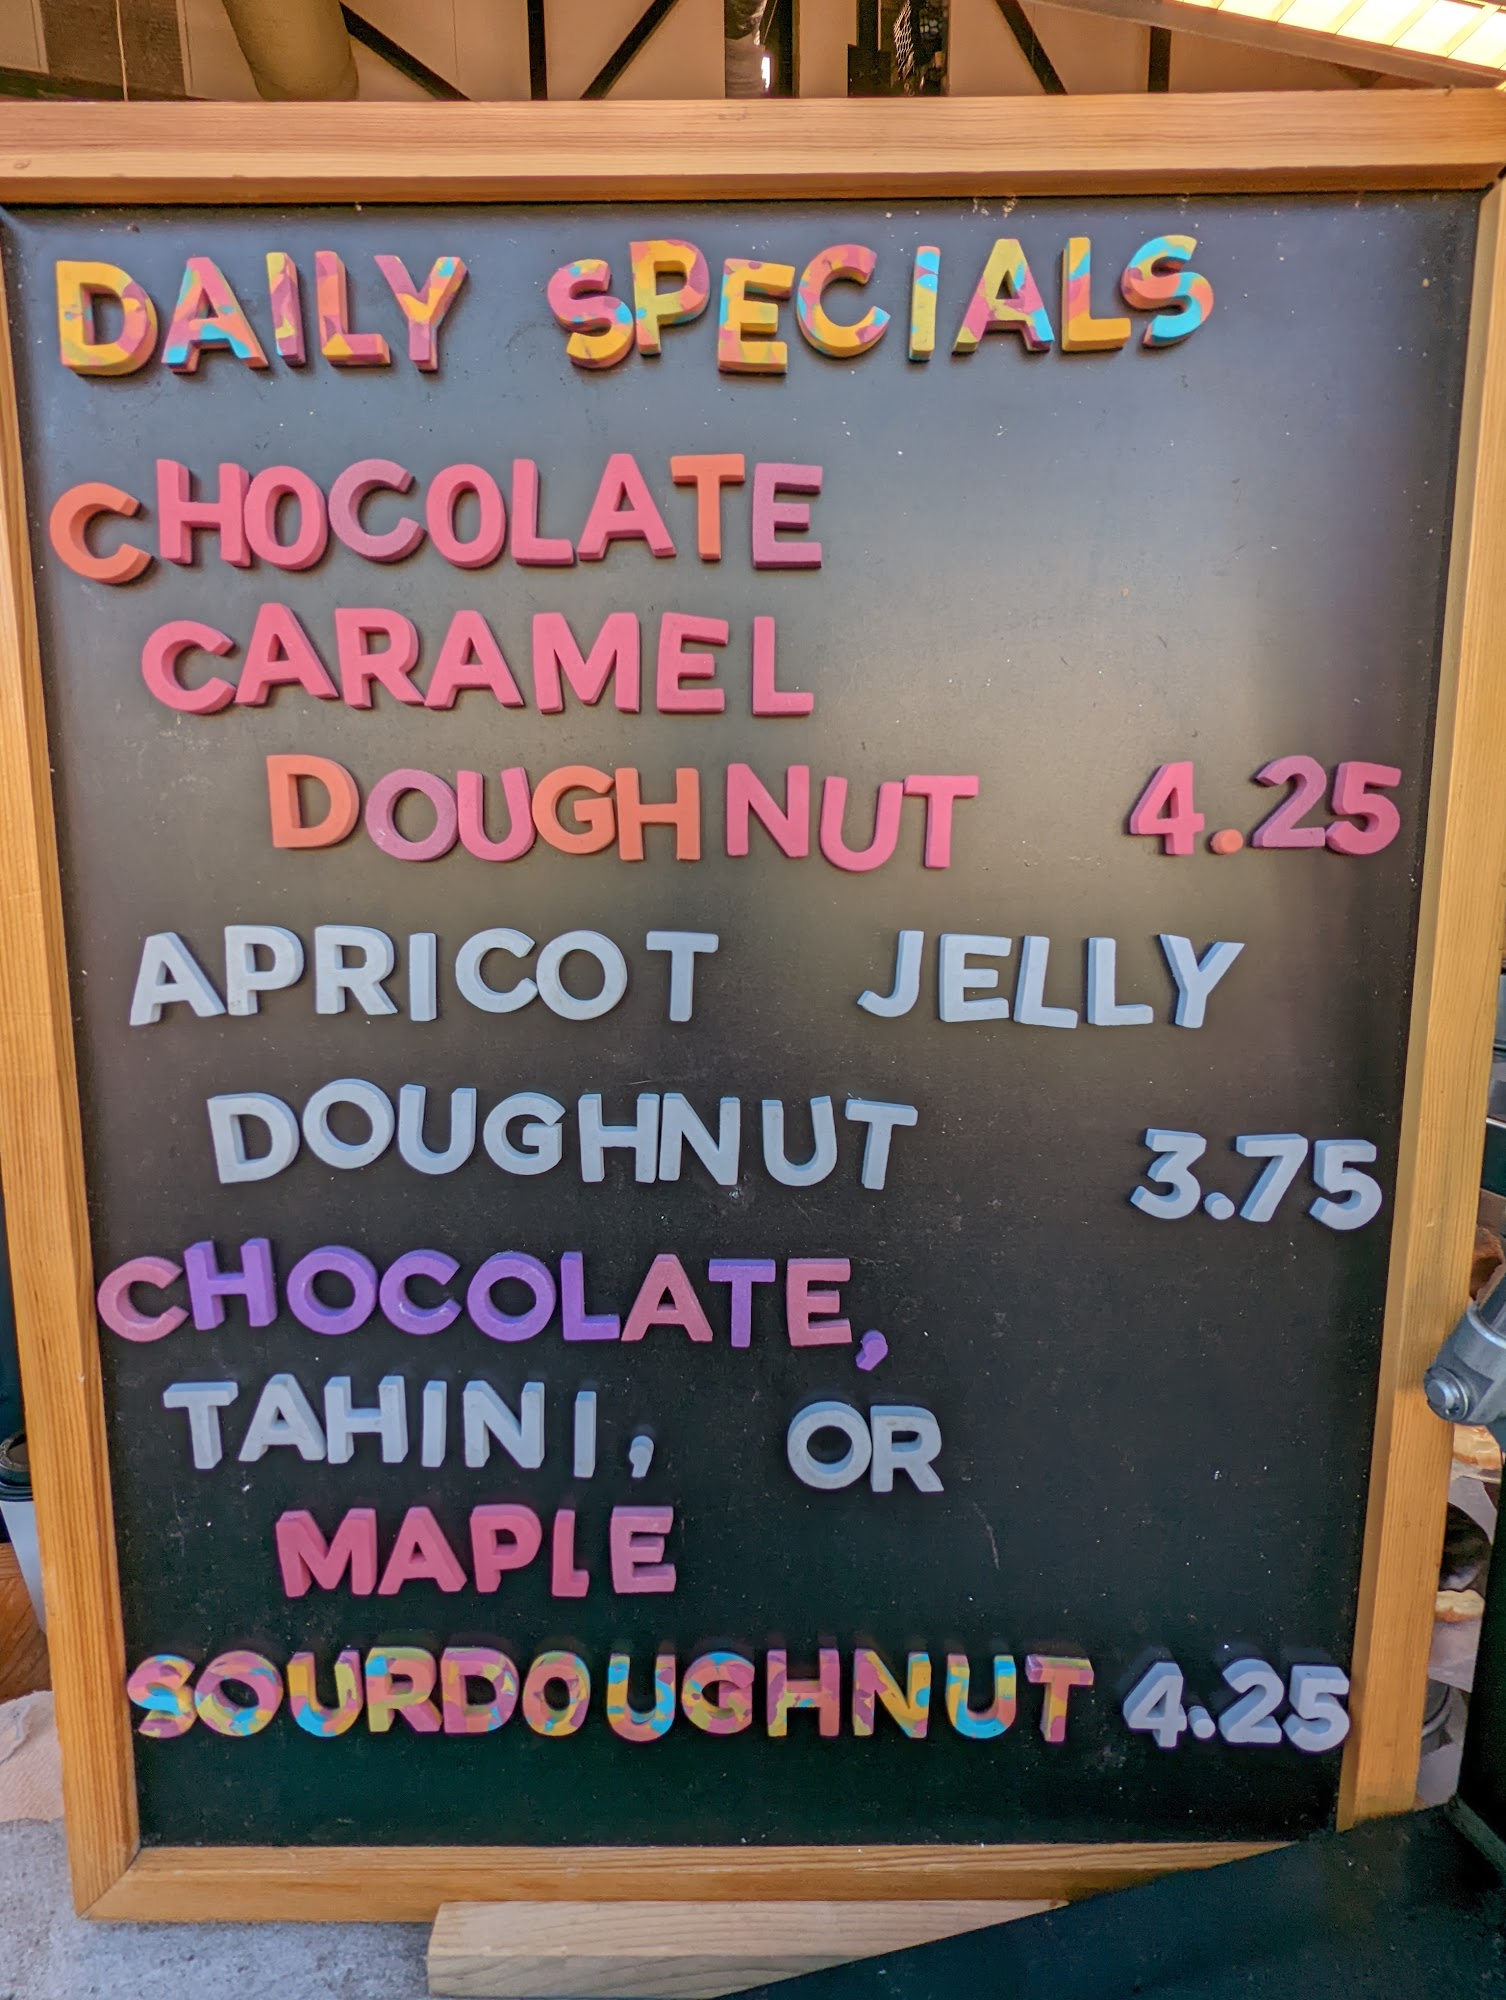 DAILY SPECIALS
CHOCOLATE
CARAMEL
DOUGHNUT 4.25
APRICOT JELLY
DOUGHNUT 3.75
CHOCOLATE,
TAHINI, OR
MAPLE
SOURDOUGHNUT 4.25